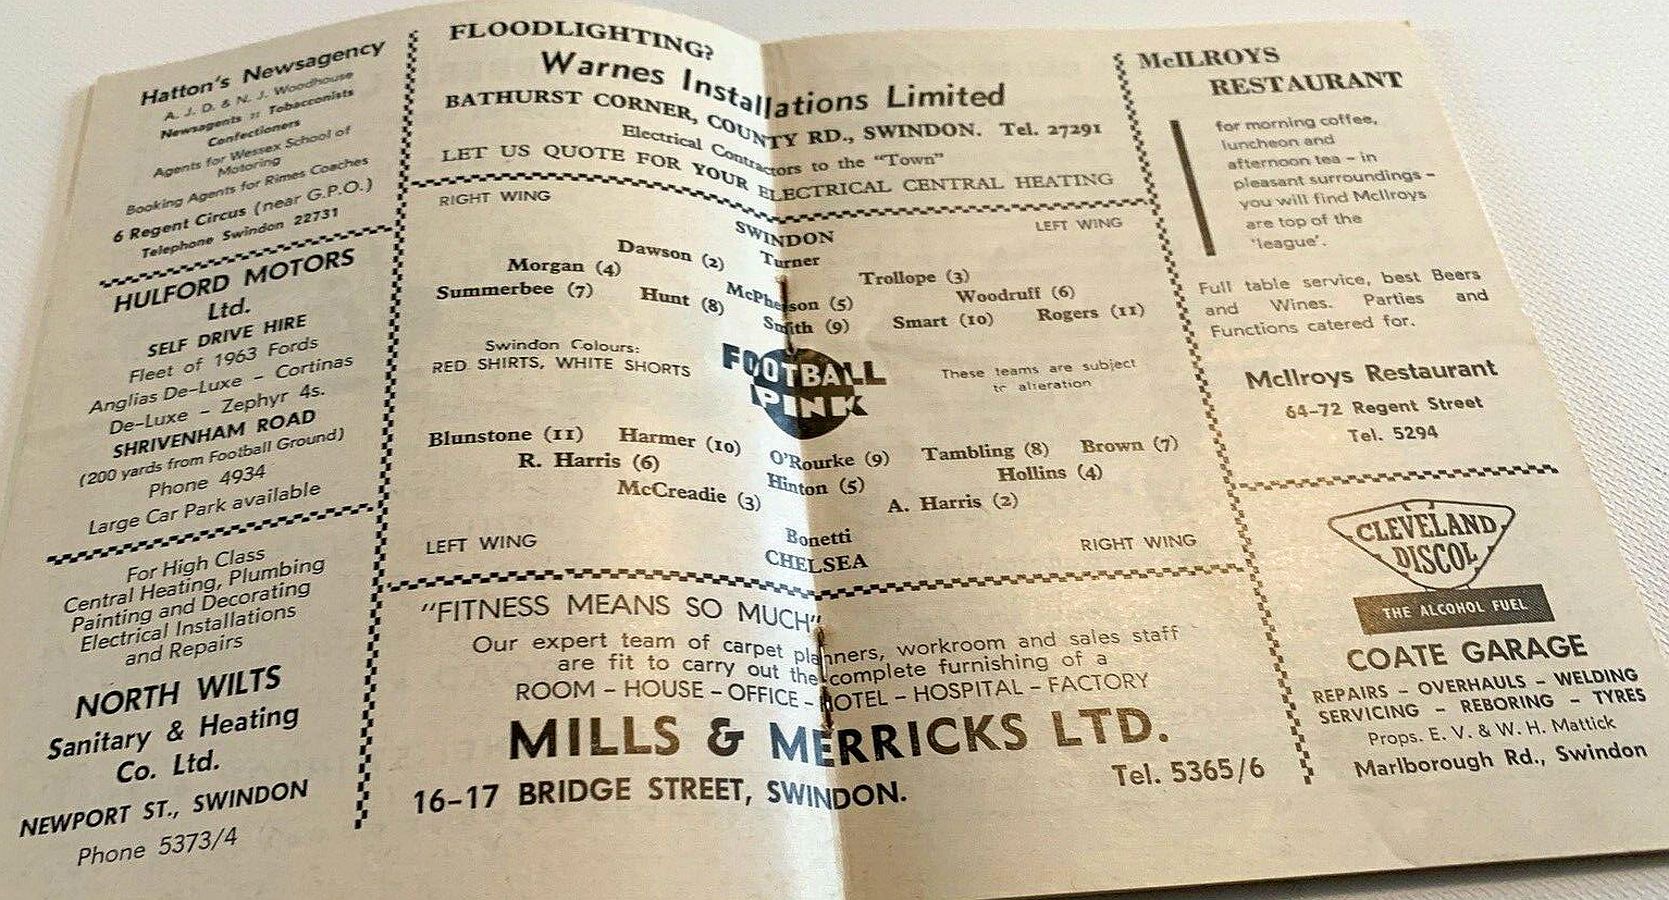 Hatton's Newsagency
A. J. D. & N. J. Woodhouse
Newsagents :: Tobacconists
Confectioners
Agents for Wessex School of
Motoring
Booking Agents for Rimes Coaches
6 Regent Circus (near G.P.O.)
Telephone Swindon 22731
HULFORD MOTORS
Ltd.
SELF DRIVE HIRE
Fleet of 1963 Fords
Anglias De-Luxe - Cortinas
De-Luxe - Zephyr 4s.
SHRIVENHAM ROAD
(200 yards from Football Ground)
Phone 4934
Large Car Park available
For High Class
Central Heating, Plumbing
Painting and Decorating
Electrical Installations
and Repairs
NORTH WILTS
Sanitary & Heating
Co. Ltd.
NEWPORT ST., SWINDON
Phone 5373/4
FLOODLIGHTING?
Warnes Installations Limited
BATHURST CORNER, COUNTY RD., SWINDON. Tel. 27291
Electrical Contractors to the "Town"
LET US QUOTE FOR YOUR ELECTRICAL CENTRAL HEATING
RIGHT WING
SWINDON
LEFT WING
Turner
Dawson (2) Trollope (3)
Morgan (4) McPherson (5) Woodruff (6)
Summerbee (7) Hunt (8) Smith (9) Smart (10) Rogers (11)
Swindon Colours:
RED SHIRTS, WHITE SHORTS
FOOTBALL
PINK
These teams are subject
to alteration
Blunstone (11) Harmer (10) O'Rourke (9) Tambling (8) Brown (7)
R. Harris (6) Hinton (5) Hollins (4)
McCreadie (3) A. Harris (2)
Bonetti
LEFT WING
CHELSEA
RIGHT WING
"FITNESS MEANS SO MUCH"
Our expert team of carpet planners, workroom and sales staff
are fit to carry out the complete furnishing of a
ROOM - HOUSE - OFFICE - HOTEL - HOSPITAL - FACTORY
MILLS & MERRICKS LTD.
16-17 BRIDGE STREET, SWINDON.
Tel. 5365/6
McILROYS
RESTAURANT
for morning coffee,
luncheon and
afternoon tea - in
pleasant surroundings -
you will find McIlroys
are top of the
'league'.
Full table service, best Beers
and Wines. Parties and
Functions catered for.
McIlroys Restaurant
64-72 Regent Street
Tel. 5294
CLEVELAND
DISCOL
THE ALCOHOL FUEL
COATE GARAGE
REPAIRS - OVERHAULS - WELDING
SERVICING - REBORING - TYRES
Props. E. V. & W. H. Mattick
Marlborough Rd., Swindon